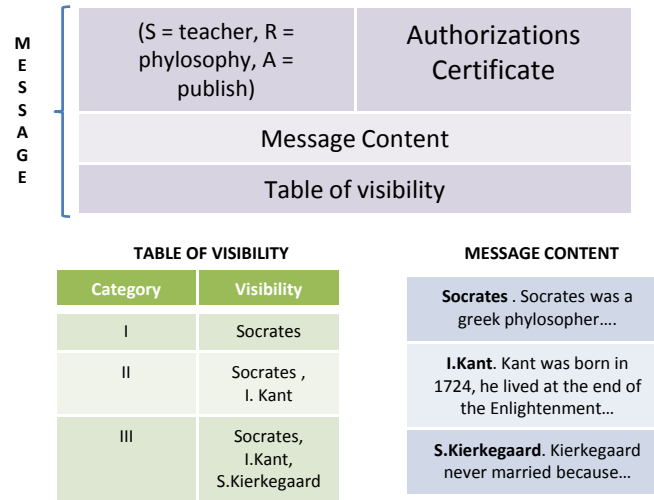 MESSAGE
(S = teacher, R =
phylosophy, A =
publish)
Authorizations
Certificate
Message Content
Table of visibility
TABLE OF VISIBILITY
Category Visibility
I Socrates
II Socrates ,
I. Kant
III Socrates,
I.Kant,
S.Kierkegaard
MESSAGE CONTENT
Socrates . Socrates was a
greek phylosopher....
I.Kant. Kant was born in
1724, he lived at the end of
the Enlightenment...
S.Kierkegaard. Kierkegaard
never married because...